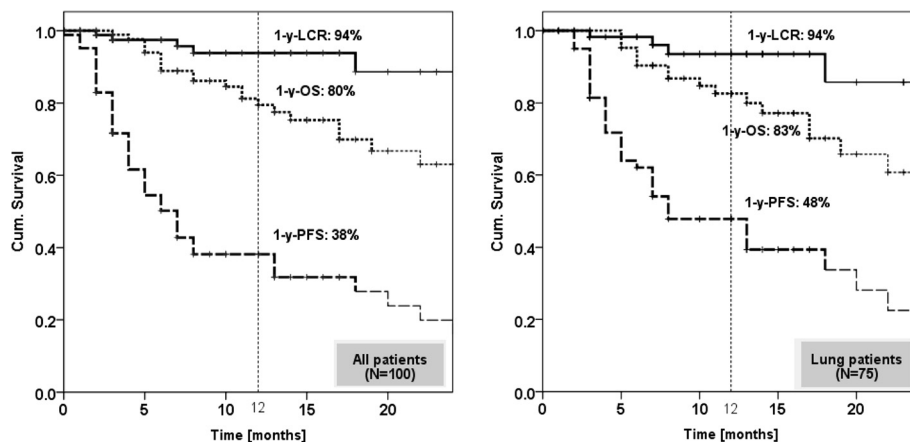 1.0
0.8
0.6
0.4
0.2
0.0
Cum. Survival
1-y-LCR: 94%
1-y-OS: 80%
1-y-PFS: 38%
All patients
(N=100)
0 5 10 12 15 20
Time [months]
1.0
0.8
0.6
0.4
0.2
0.0
Cum. Survival
1-y-LCR: 94%
1-y-OS: 83%
1-y-PFS: 48%
Lung patients
(N=75)
0 5 10 12 15 20
Time [months]